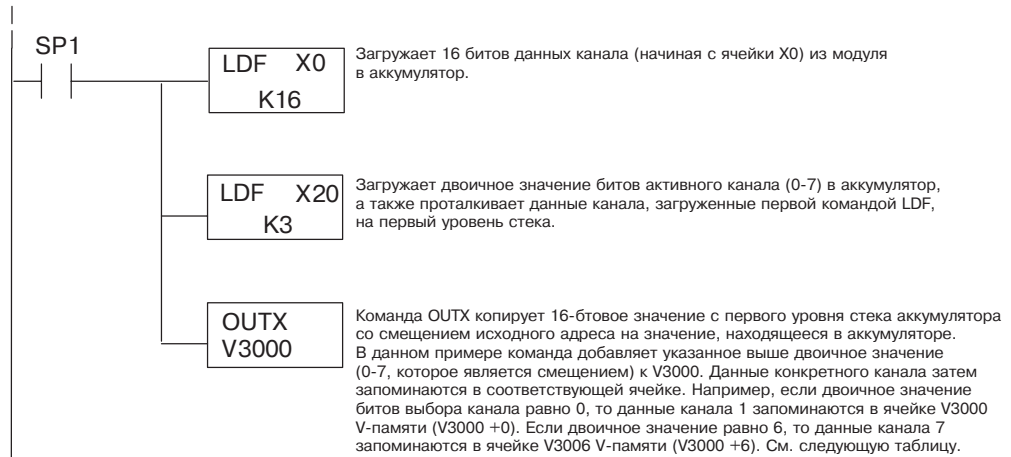 SP1
LDF X0
K16
Загружает 16 битов данных канала (начиная с ячейки X0) из модуля
в аккумулятор.
LDF X20
K3
Загружает двоичное значение битов активного канала (0-7) в аккумулятор,
а также проталкивает данные канала, загруженные первой командой LDF,
на первый уровень стека.
OUTX
V3000
Команда OUTX копирует 16-бтовое значение с первого уровня стека аккумулятора
со смещением исходного адреса на значение, находящееся в аккумуляторе.
В данном примере команда добавляет указанное выше двоичное значение
(0-7, которое является смещением) к V3000. Данные конкретного канала затем
запоминаются в соответствующей ячейке. Например, если двоичное значение
битов выбора канала равно 0, то данные канала 1 запоминаются в ячейке V3000
V-памяти (V3000 +0). Если двоичное значение равно 6, то данные канала 7
запоминаются в ячейке V3006 V-памяти (V3000 +6). См. следующую таблицу.